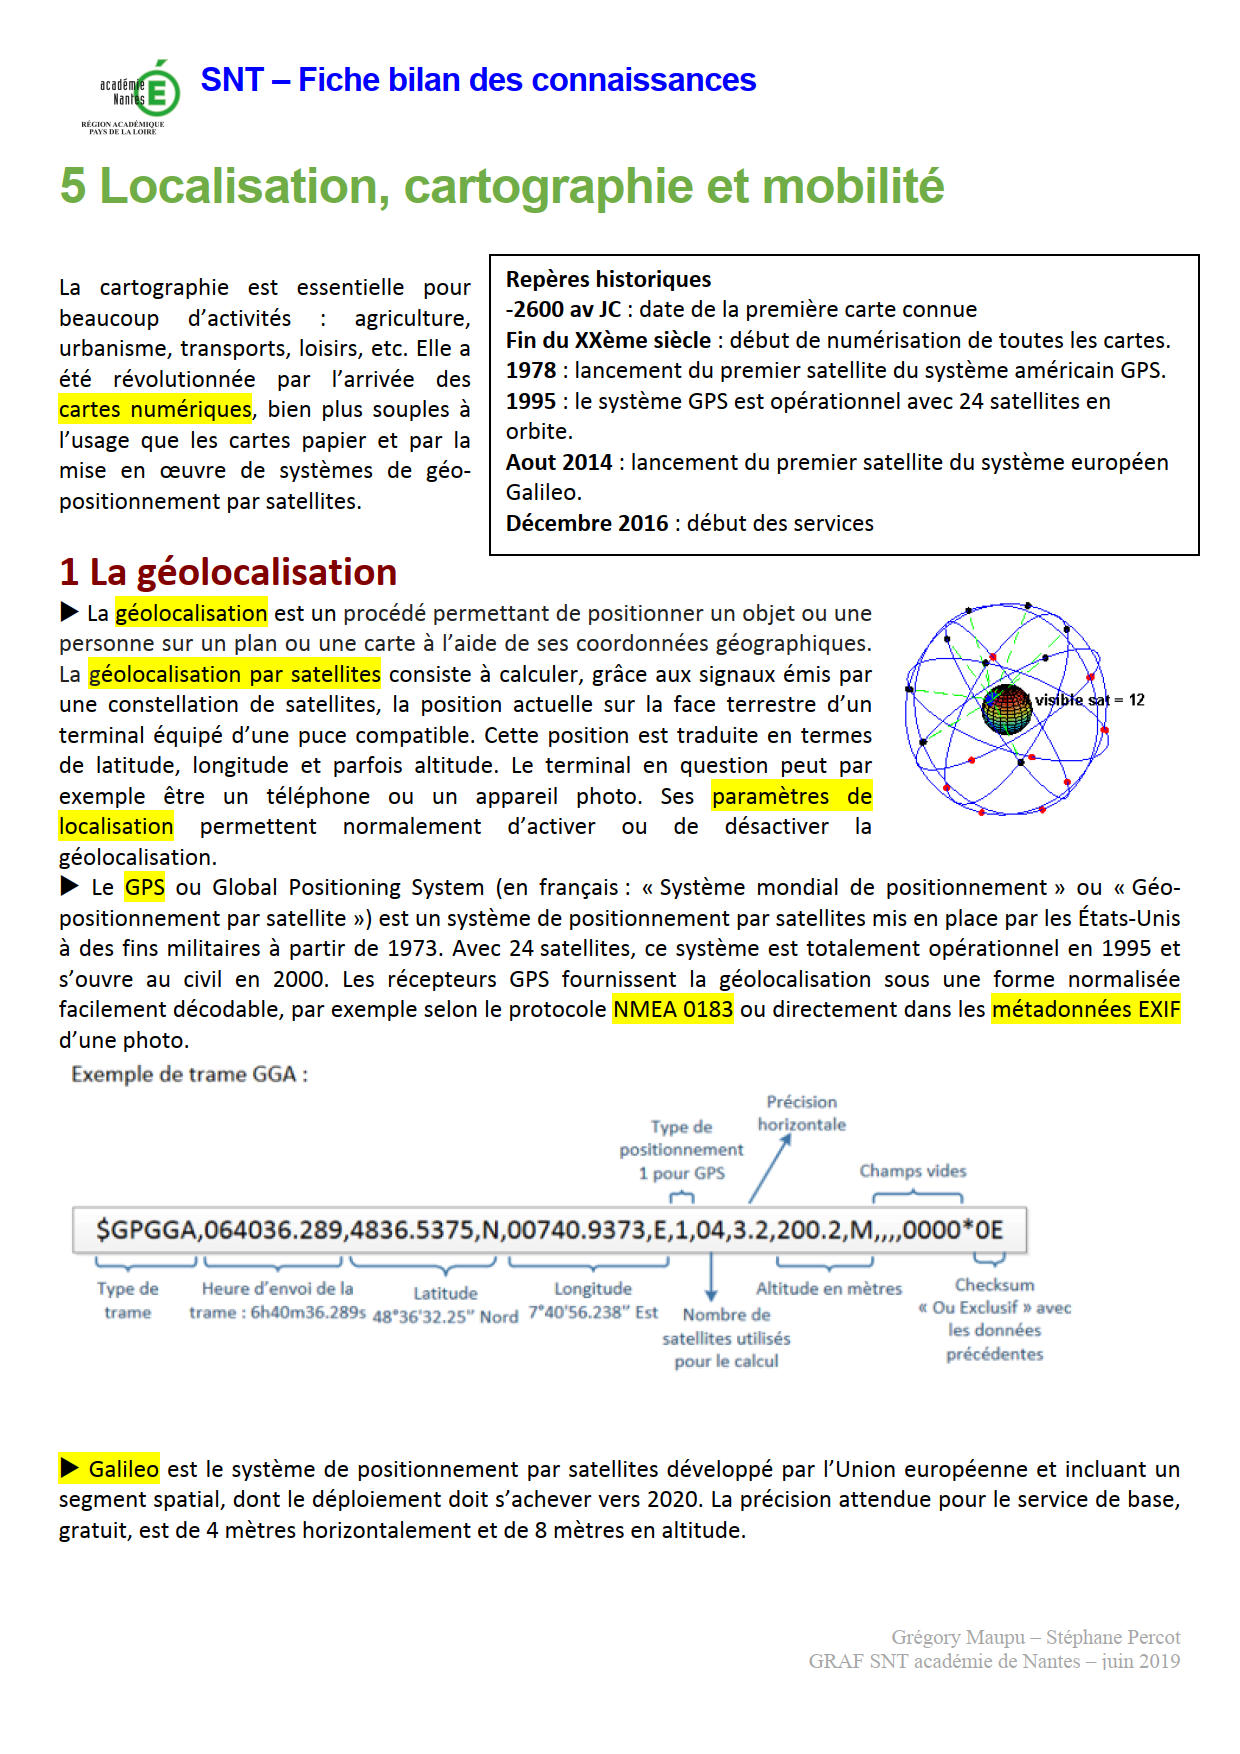 académie
Nantes
RÉGION ACADÉMIQUE
PAYS DE LA LOIRE
SNT – Fiche bilan des connaissances
5 Localisation, cartographie et mobilité
La cartographie est essentielle pour
beaucoup d’activités : agriculture,
urbanisme, transports, loisirs, etc. Elle a
été révolutionnée par l’arrivée des
cartes numériques, bien plus souples à
l’usage que les cartes papier et par la
mise en œuvre de systèmes de géo-
positionnement par satellites.
Repères historiques
-2600 av JC : date de la première carte connue
Fin du XXème siècle : début de numérisation de toutes les cartes.
1978 : lancement du premier satellite du système américain GPS.
1995 : le système GPS est opérationnel avec 24 satellites en
orbite.
Aout 2014 : lancement du premier satellite du système européen
Galileo.
Décembre 2016 : début des services
1 La géolocalisation
► La géolocalisation est un procédé permettant de positionner un objet ou une
personne sur un plan ou une carte à l’aide de ses coordonnées géographiques.
La géolocalisation par satellites consiste à calculer, grâce aux signaux émis par
une constellation de satellites, la position actuelle sur la face terrestre d’un
terminal équipé d’une puce compatible. Cette position est traduite en termes
de latitude, longitude et parfois altitude. Le terminal en question peut par
exemple être un téléphone ou un appareil photo. Ses paramètres de
localisation permettent normalement d’activer ou de désactiver la
géolocalisation.
visible sat = 12
► Le GPS ou Global Positioning System (en français : « Système mondial de positionnement » ou « Géo-
positionnement par satellite ») est un système de positionnement par satellites mis en place par les États-Unis
à des fins militaires à partir de 1973. Avec 24 satellites, ce système est totalement opérationnel en 1995 et
s’ouvre au civil en 2000. Les récepteurs GPS fournissent la géolocalisation sous une forme normalisée
facilement décodable, par exemple selon le protocole NMEA 0183 ou directement dans les métadonnées EXIF
d’une photo.
Exemple de trame GGA :
Précision
horizontale
Type de
positionnement
1 pour GPS
Champs vides
$GPGGA,064036.289,4836.5375,N,00740.9373,E,1,04,3.2,200.2,M,,,,0000*0E
Type de
trame
Heure d’envoi de la
trame : 6h40m36.289s
Latitude
48°36'32.25" Nord
Longitude
7°40'56.238" Est
Nombre de
satellites utilisés
pour le calcul
Altitude en mètres
Checksum
« Ou Exclusif » avec
les données
précédentes
► Galileo est le système de positionnement par satellites développé par l’Union européenne et incluant un
segment spatial, dont le déploiement doit s’achever vers 2020. La précision attendue pour le service de base,
gratuit, est de 4 mètres horizontalement et de 8 mètres en altitude.
Grégory Maupu – Stéphane Percot
GRAF SNT académie de Nantes – juin 2019